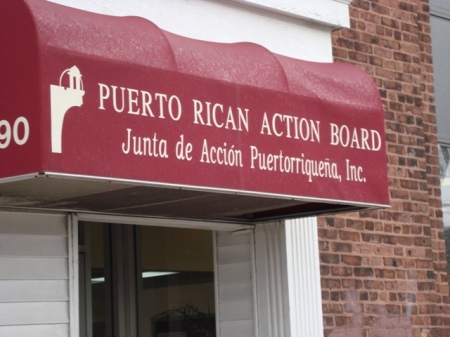 90
PUERTO RICAN ACTION BOARD
Junta de Acción Puertorriqueña, Inc.